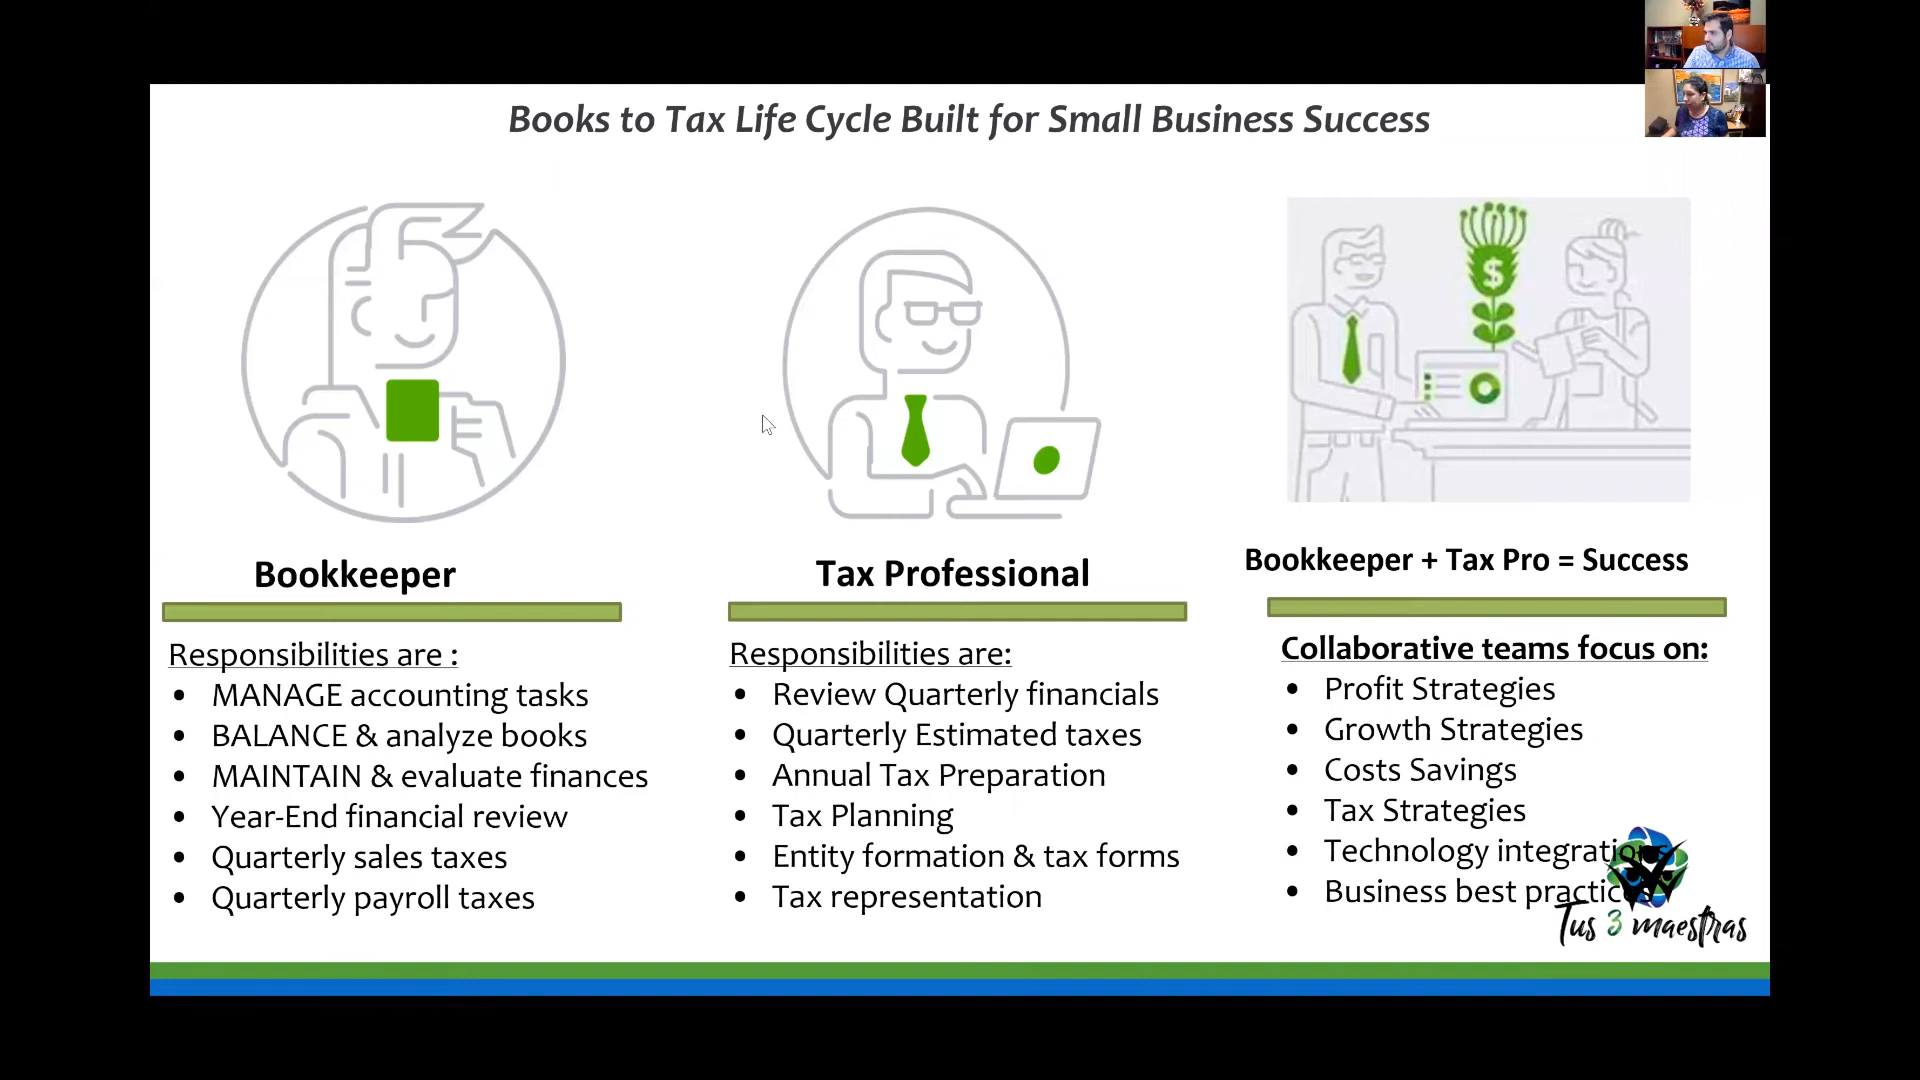 Books to Tax Life Cycle Built for Small Business Success
$
Bookkeeper
Responsibilities are :
• MANAGE accounting tasks
• BALANCE & analyze books
• MAINTAIN & evaluate finances
• Year-End financial review
• Quarterly sales taxes
• Quarterly payroll taxes
Tax Professional
Responsibilities are:
• Review Quarterly financials
• Quarterly Estimated taxes
• Annual Tax Preparation
• Tax Planning
• Entity formation & tax forms
• Tax representation
Bookkeeper + Tax Pro = Success
Collaborative teams focus on:
• Profit Strategies
• Growth Strategies
• Costs Savings
• Tax Strategies
• Technology integrations
• Business best practices
Tus 3 maestras